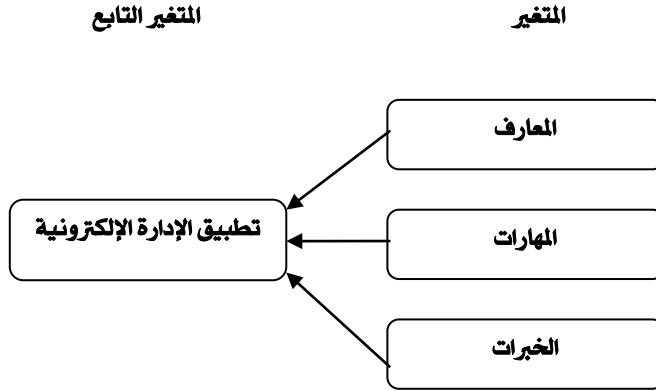 المتغير
المتغير التابع
المعارف
تطبيق الإدارة الإلكترونية
المهارات
الخبرات